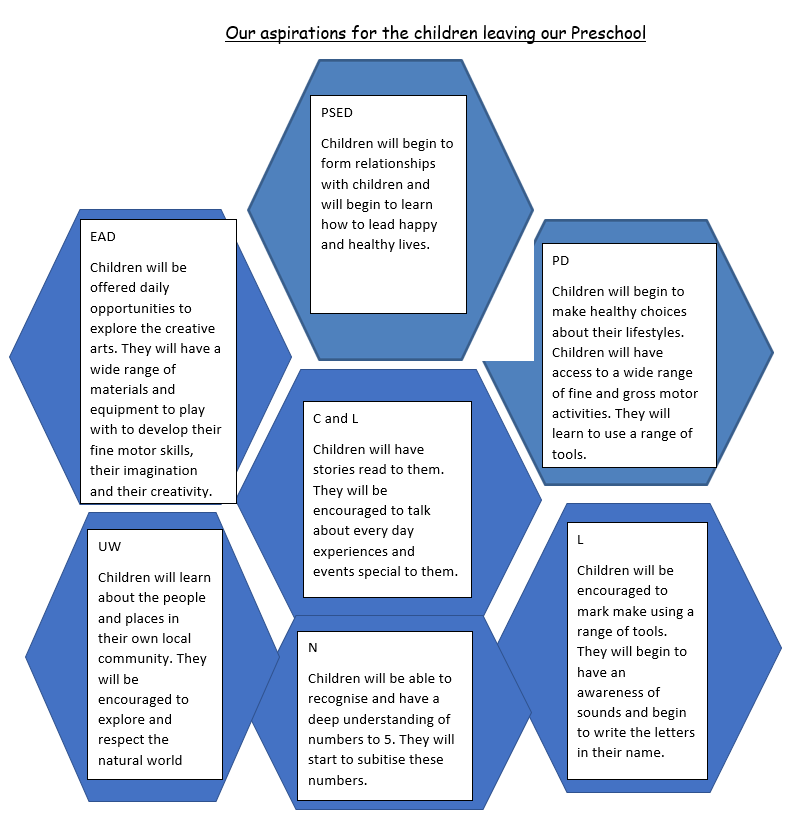 Our aspirations for the children leaving our Preschool
PSED
Children will begin to
form relationships
with children and
will begin to learn
how to lead happy
and healthy lives.
EAD
Children will be
offered daily
opportunities to
explore the creative
arts. They will have a
wide range of
materials and
equipment to play
with to develop their
fine motor skills,
their imagination
and their creativity.
PD
Children will begin to
make healthy choices
about their lifestyles.
Children will have
access to a wide range
of fine and gross motor
activities. They will
learn to use a range of
tools.
C and L
Children will have
stories read to them.
They will be
encouraged to talk
about every day
experiences and
events special to them.
UW
Children will learn
about the people
and places in
their own local
community. They
will be
encouraged to
explore and
respect the
natural world
N
Children will be able to
recognise and have a
deep understanding of
numbers to 5. They will
start to subitise these
numbers.
L
Children will be
encouraged to
mark make using a
range of tools.
They will begin to
have an
awareness of
sounds and begin
to write the letters
in their name.